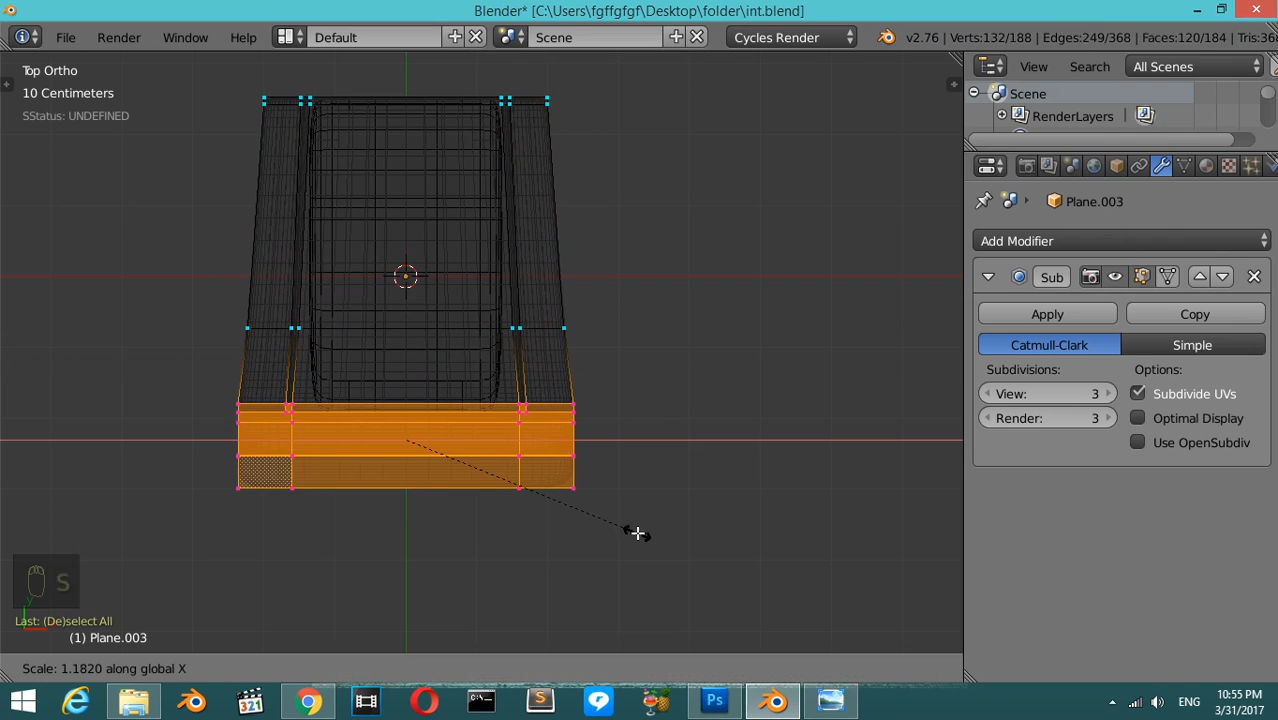 Blender* [C:\Users\fgffgfgf\Desktop\folder\int.blend]
File Render Window Help Default Scene Cycles Render v2.76 | Verts:132/188 | Edges:249/368 | Faces:120/184 | Tris:36
Top Ortho
10 Centimeters
SStatus: UNDEFINED
View Search All Scenes
Scene
RenderLayers
Plane.003
Add Modifier
Sub
Apply Copy
Catmull-Clark Simple
Subdivisions: Options:
View: 3 Subdivide UVs
Render: 3 Optimal Display
Use OpenSubdiv
S
y
Last: (De)select All
(1) Plane.003
Scale: 1.1820 along global X
321
Ps
ENG
10:55 PM
3/31/2017